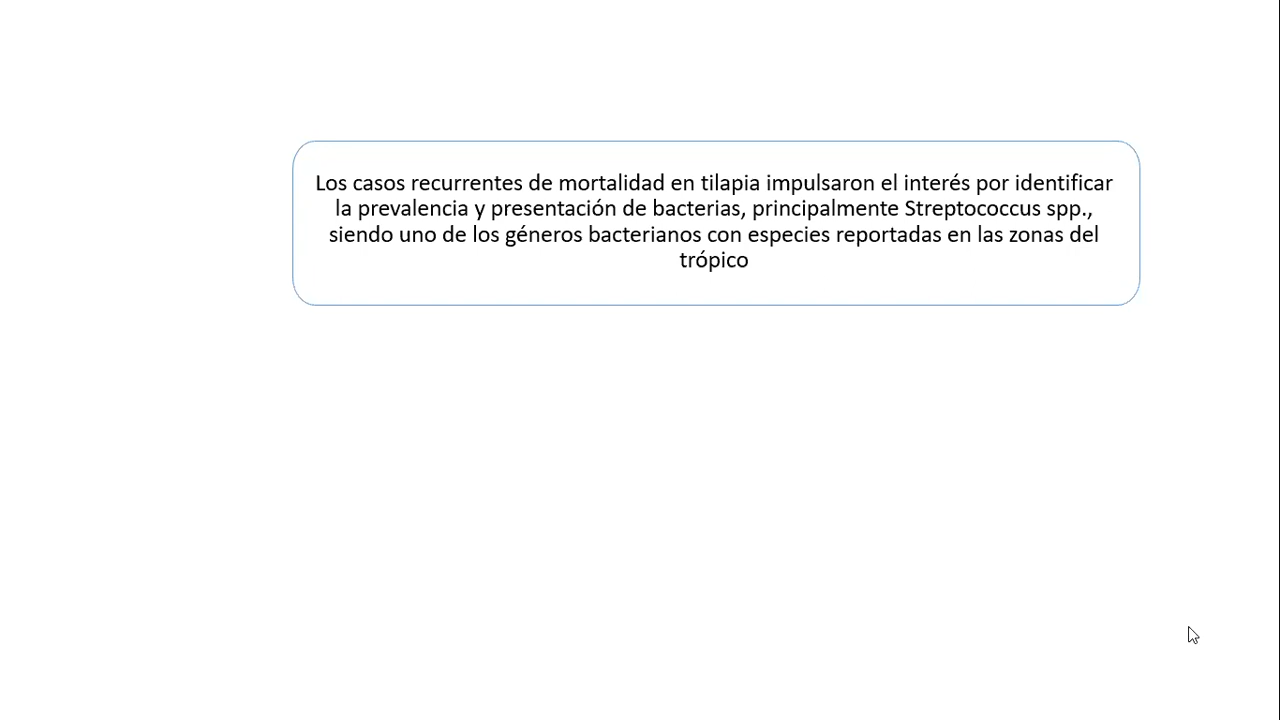 Los casos recurrentes de mortalidad en tilapia impulsaron el interés por identificar
la prevalencia y presentación de bacterias, principalmente Streptococcus spp.,
siendo uno de los géneros bacterianos con especies reportadas en las zonas del
trópico